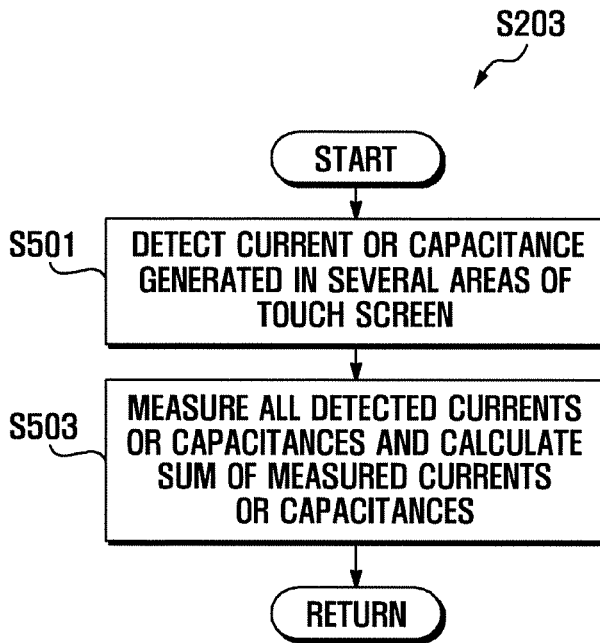 S203
START
S501
DETECT CURRENT OR CAPACITANCE
GENERATED IN SEVERAL AREAS OF
TOUCH SCREEN
S503
MEASURE ALL DETECTED CURRENTS
OR CAPACITANCES AND CALCULATE
SUM OF MEASURED CURRENTS
OR CAPACITANCES
RETURN